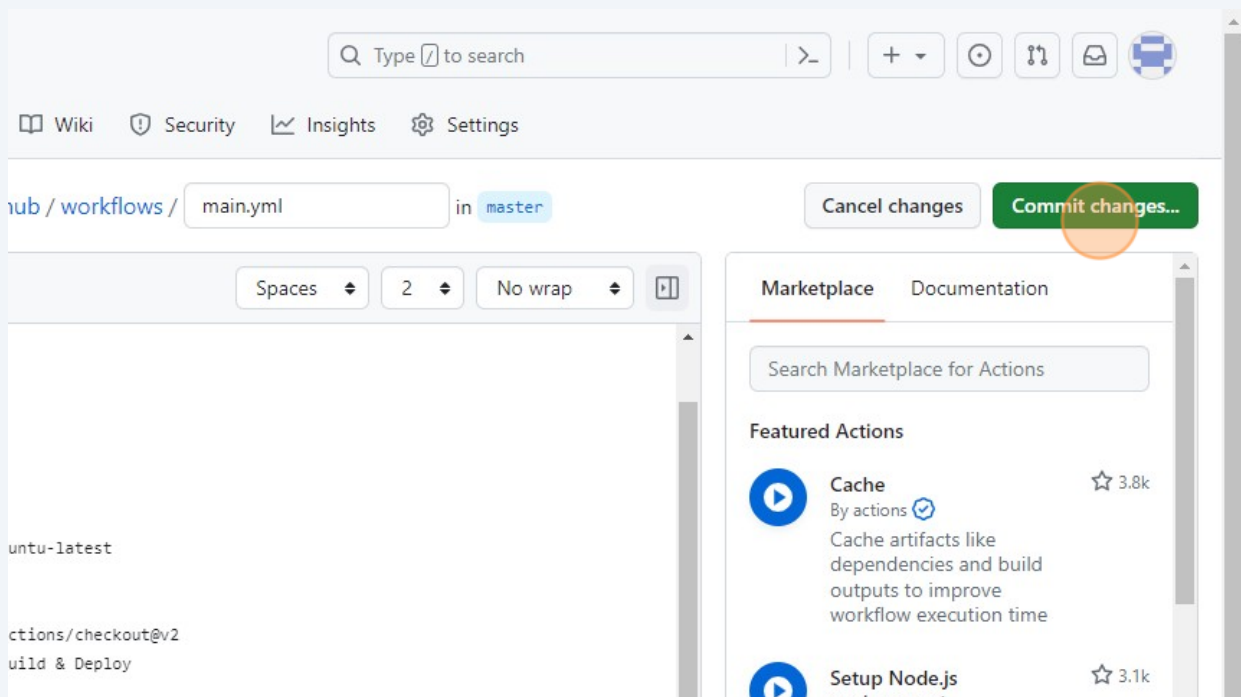 Type / to search
Wiki Security Insights Settings
hub / workflows / main.yml in master Cancel changes Commit changes...
Spaces 2 No wrap
Marketplace Documentation
Search Marketplace for Actions
Featured Actions
Cache 3.8k
By actions
Cache artifacts like
dependencies and build
outputs to improve
workflow execution time
untu-latest
ctions/checkout@v2
uild & Deploy
Setup Node.js 3.1k